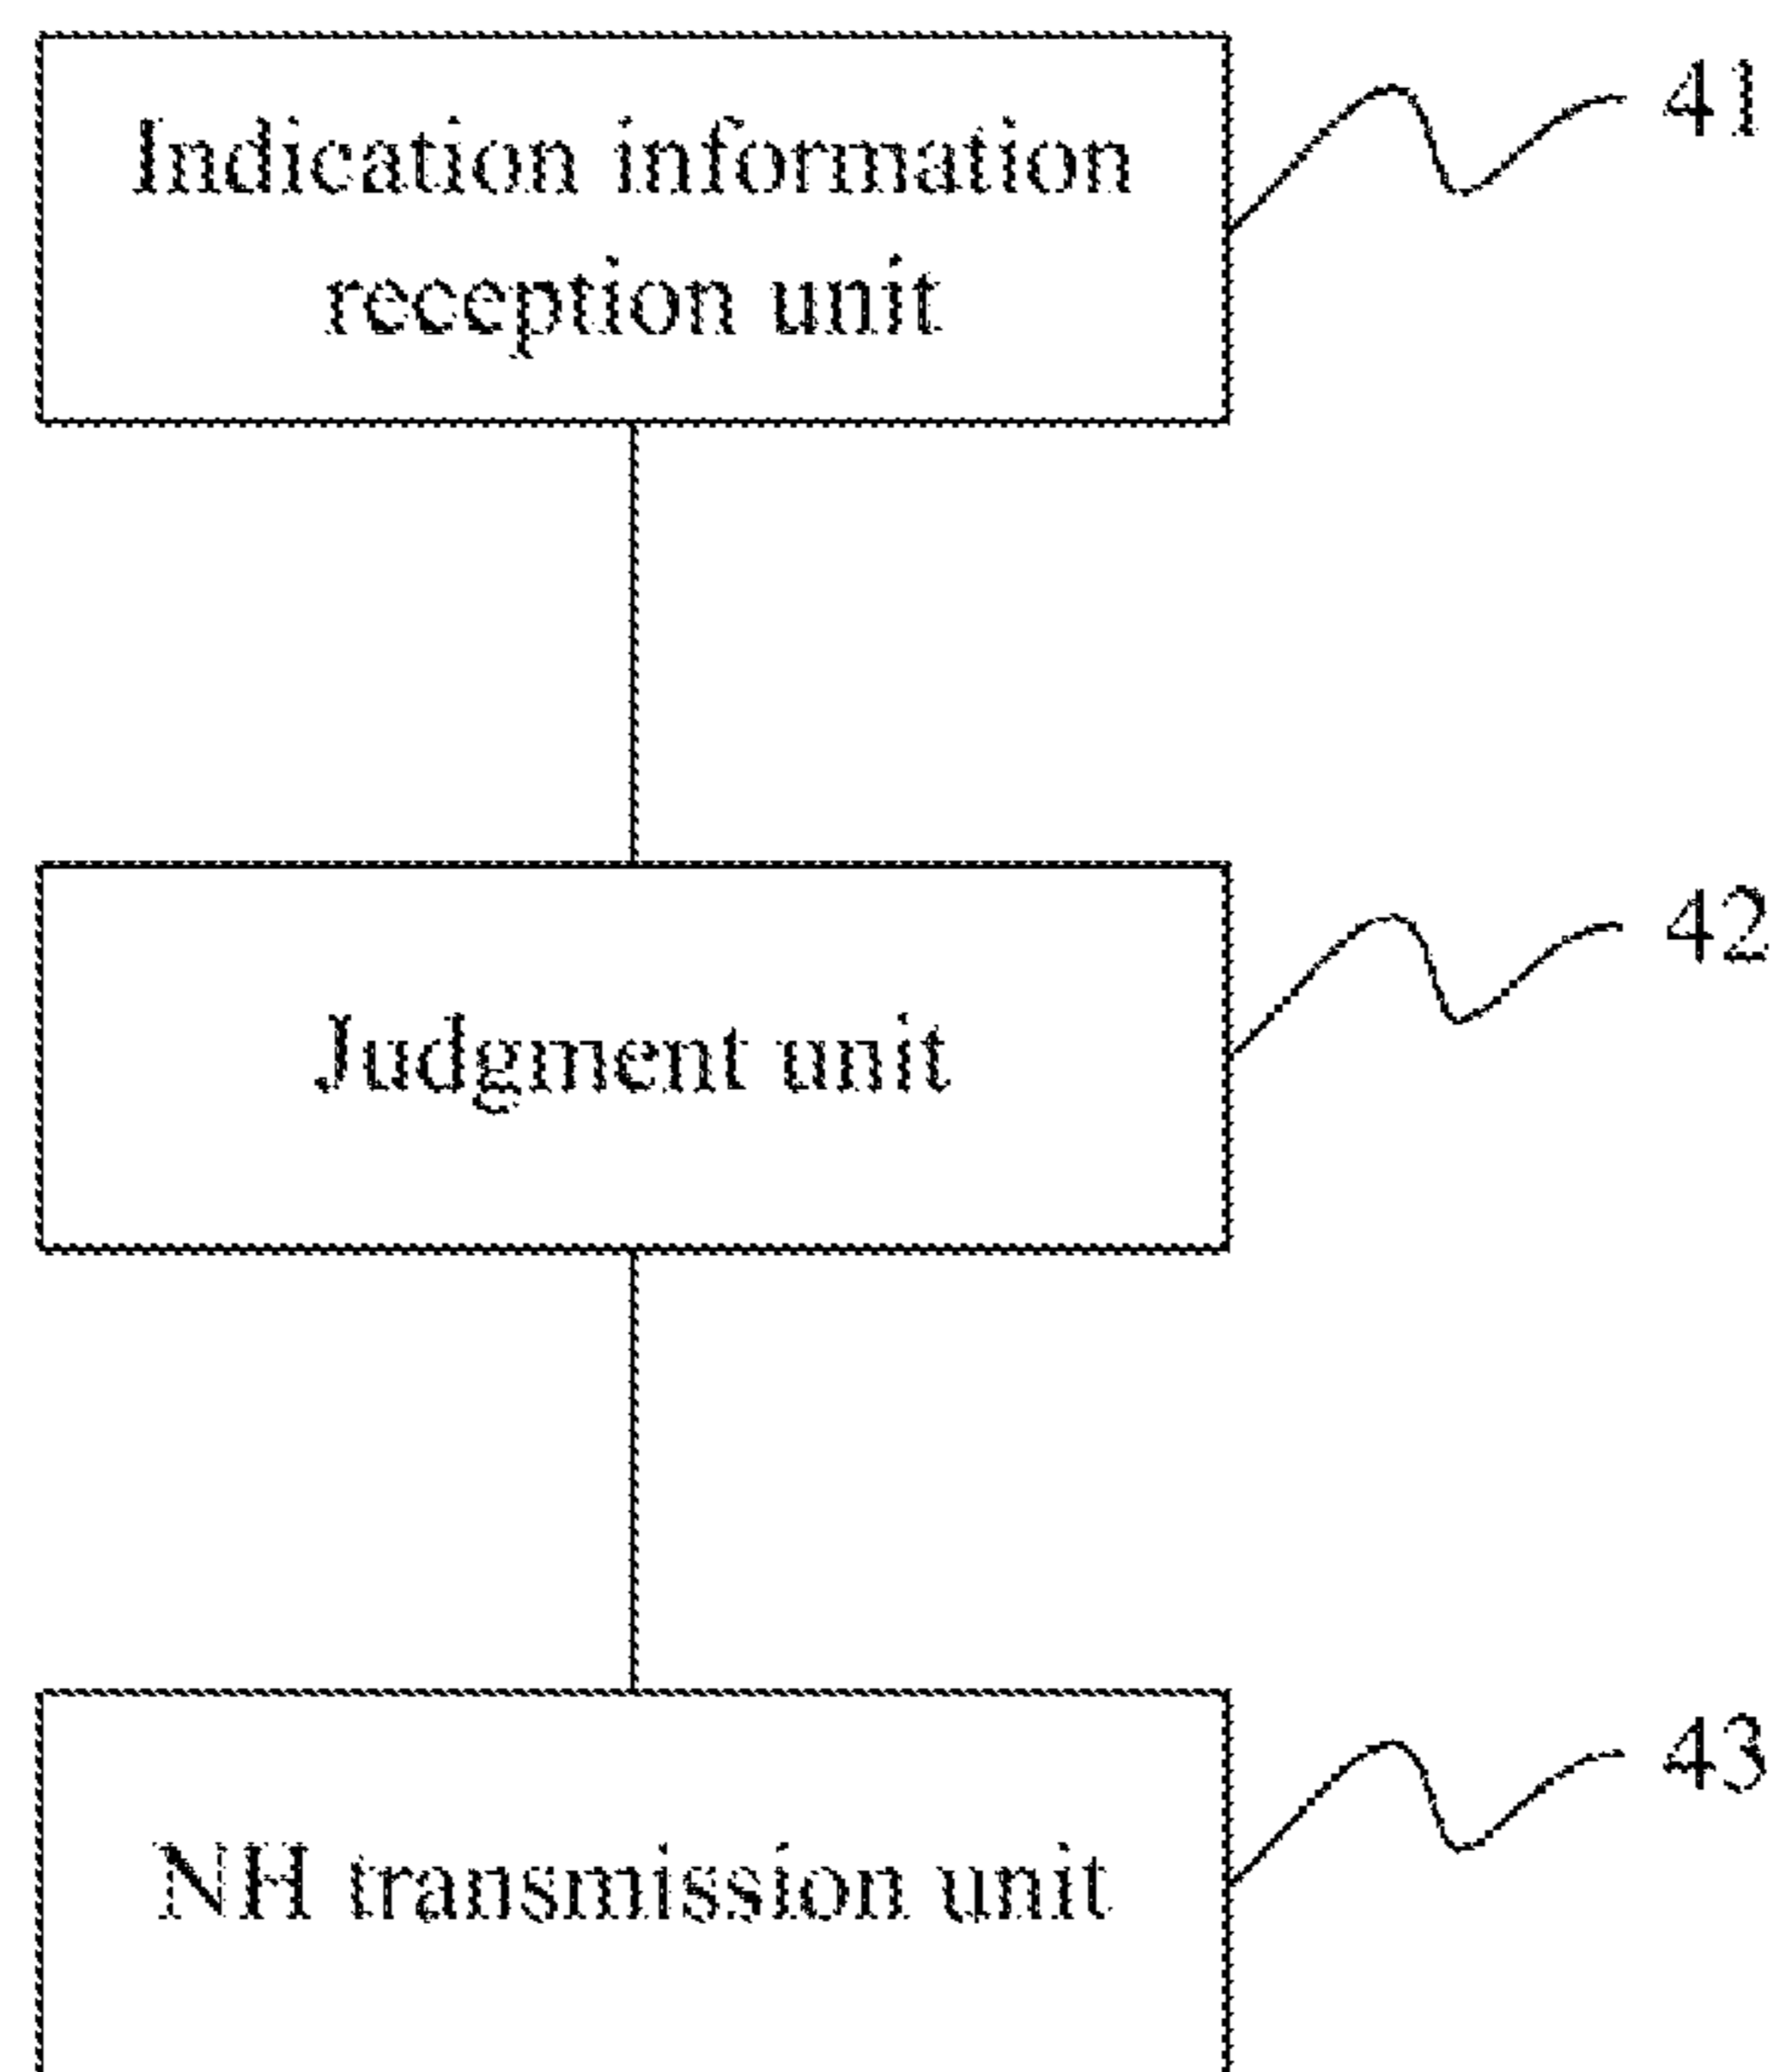 Indication information
reception unit
41
Judgment unit
42
NH transmission unit
43